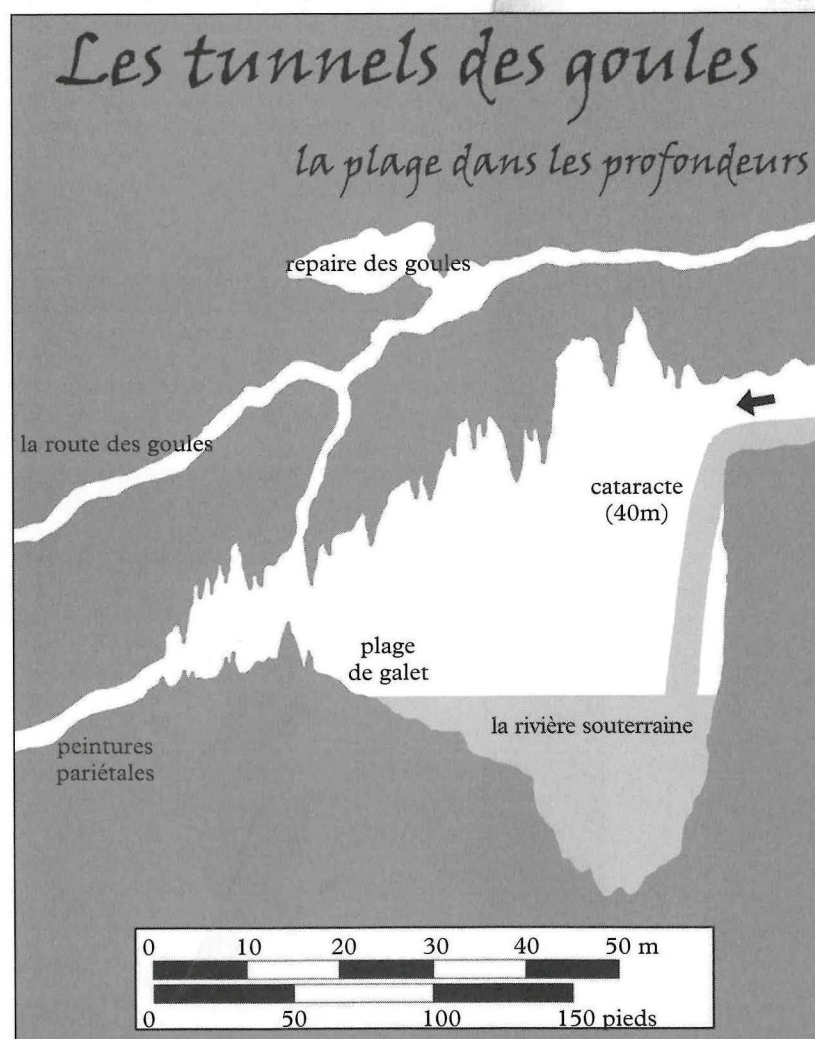 Les tunnels des goules
la plage dans les profondeurs
repaire des goules
la route des goules
cataracte
(40m)
plage
de galet
la rivière souterraine
peintures
pariétales
0 10 20 30 40 50 m
0 50 100 150 pieds